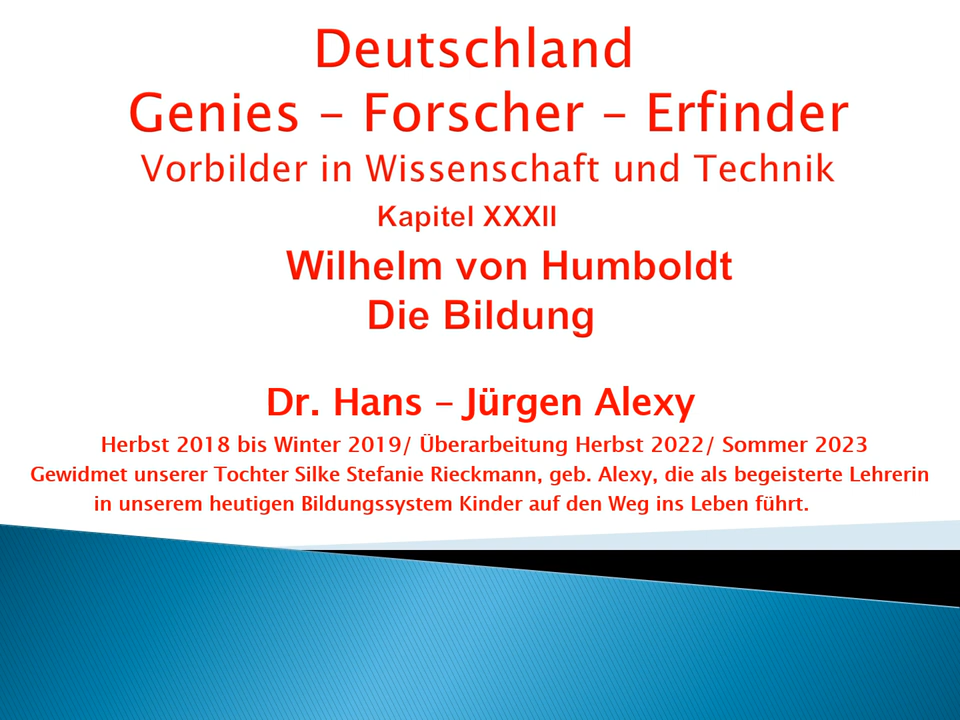 Deutschland
Genies – Forscher – Erfinder
Vorbilder in Wissenschaft und Technik
Kapitel XXXII
Wilhelm von Humboldt
Die Bildung
Dr. Hans – Jürgen Alexy
Herbst 2018 bis Winter 2019/ Überarbeitung Herbst 2022/ Sommer 2023
Gewidmet unserer Tochter Silke Stefanie Rieckmann, geb. Alexy, die als begeisterte Lehrerin
in unserem heutigen Bildungssystem Kinder auf den Weg ins Leben führt.